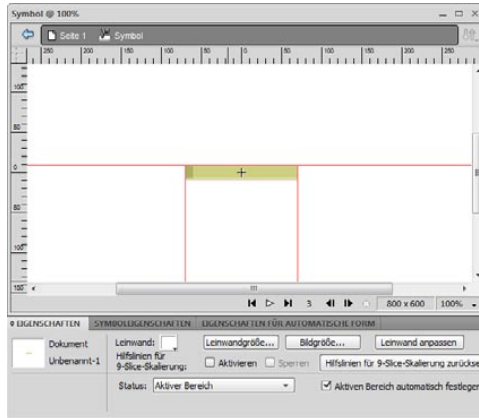 Symbol @ 100%
Seite 1 Symbol
250 200 150 100 50 0 50 100 150 200 250
100
50
0
50
100
150
3 800 x 600 100%
EIGENSCHAFTEN SYMBOLEIGENSCHAFTEN EIGENSCHAFTEN FÜR AUTOMATISCHE FORM
Dokument
Unbenannt-1
Leinwand: Leinwandgröße... Bildgröße... Leinwand anpassen
Hilfslinien für
9-Slice-Skalierung: Aktivieren Sperren Hilfslinien für 9-Slice-Skalierung zurückse
Status: Aktiver Bereich Aktiven Bereich automatisch festlegen